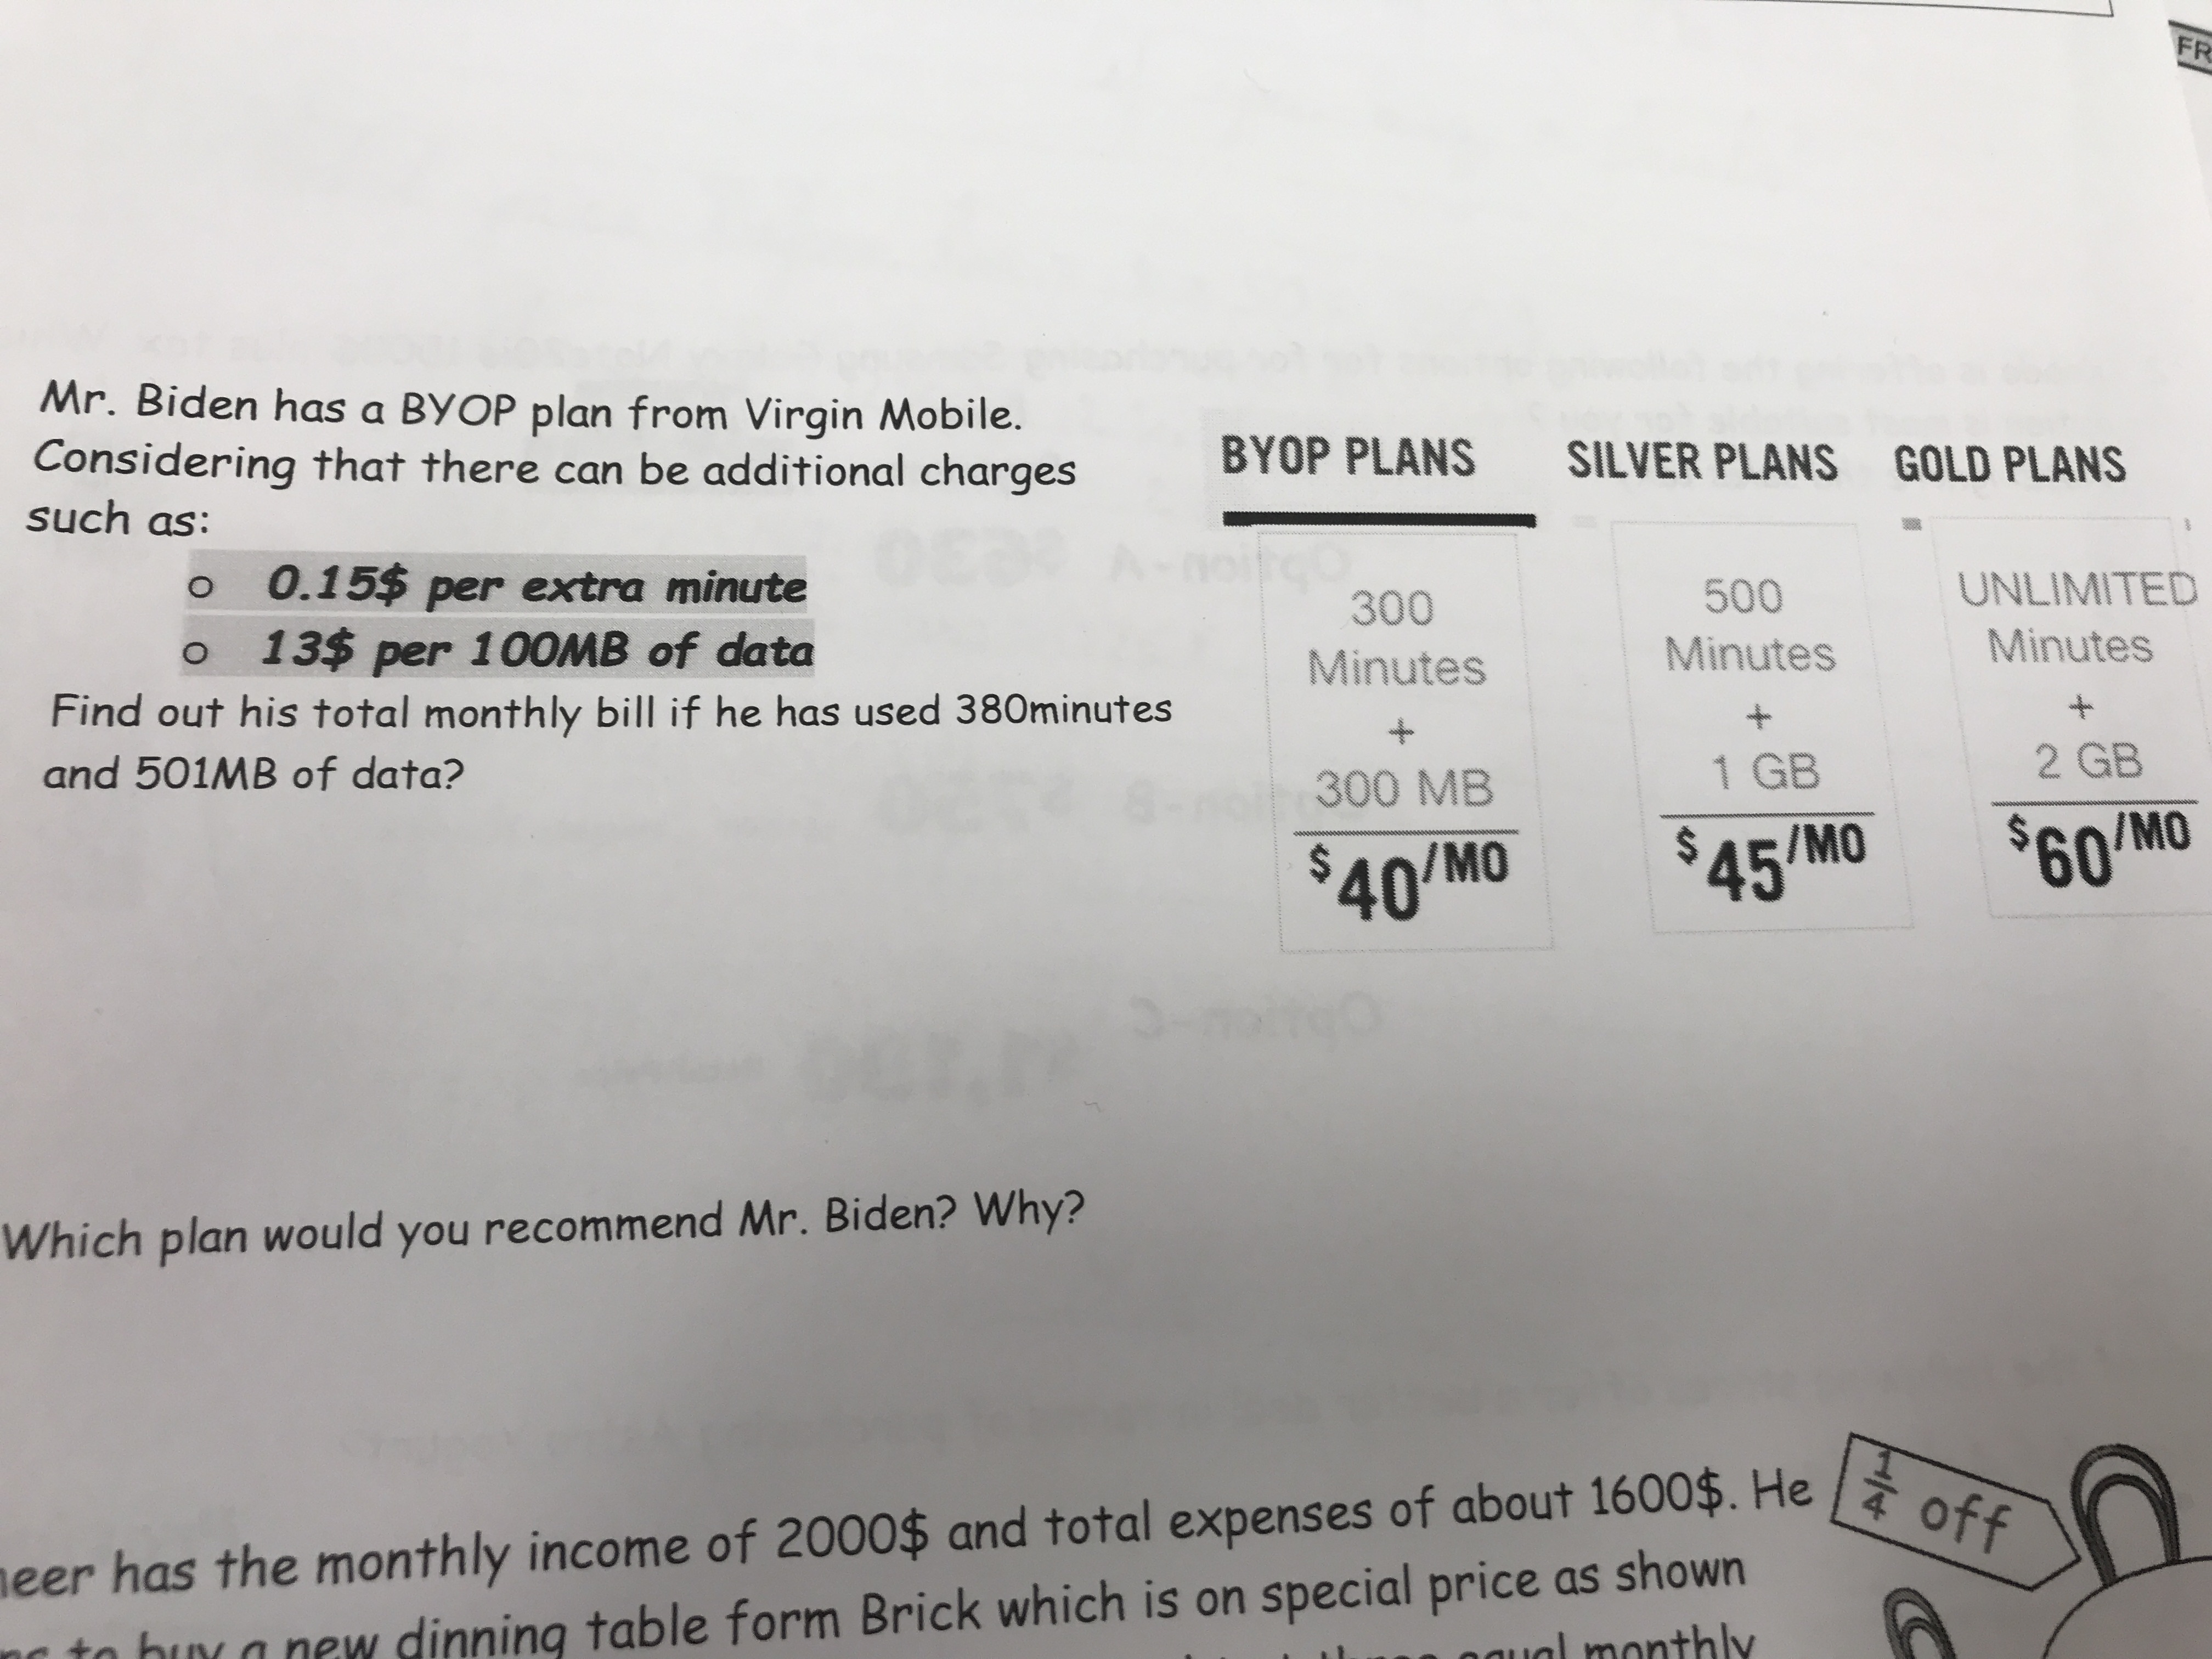 FR
Mr. Biden has a BYOP plan from Virgin Mobile.
Considering that there can be additional charges
such as:
o 0.15$ per extra minute
o 13$ per 100MB of data
Find out his total monthly bill if he has used 380minutes
and 501MB of data?
BYOP PLANS
300
Minutes
+
300 MB
$40/MO
SILVER PLANS
500
Minutes
+
1 GB
$45/MO
GOLD PLANS
UNLIMITED
Minutes
+
2 GB
$60/MO
Which plan would you recommend Mr. Biden? Why?
has the monthly income of 2000$ and total expenses of about 1600$. He
to buy a new dinning table form Brick which is on special price as shown
equal monthly
1/4 off